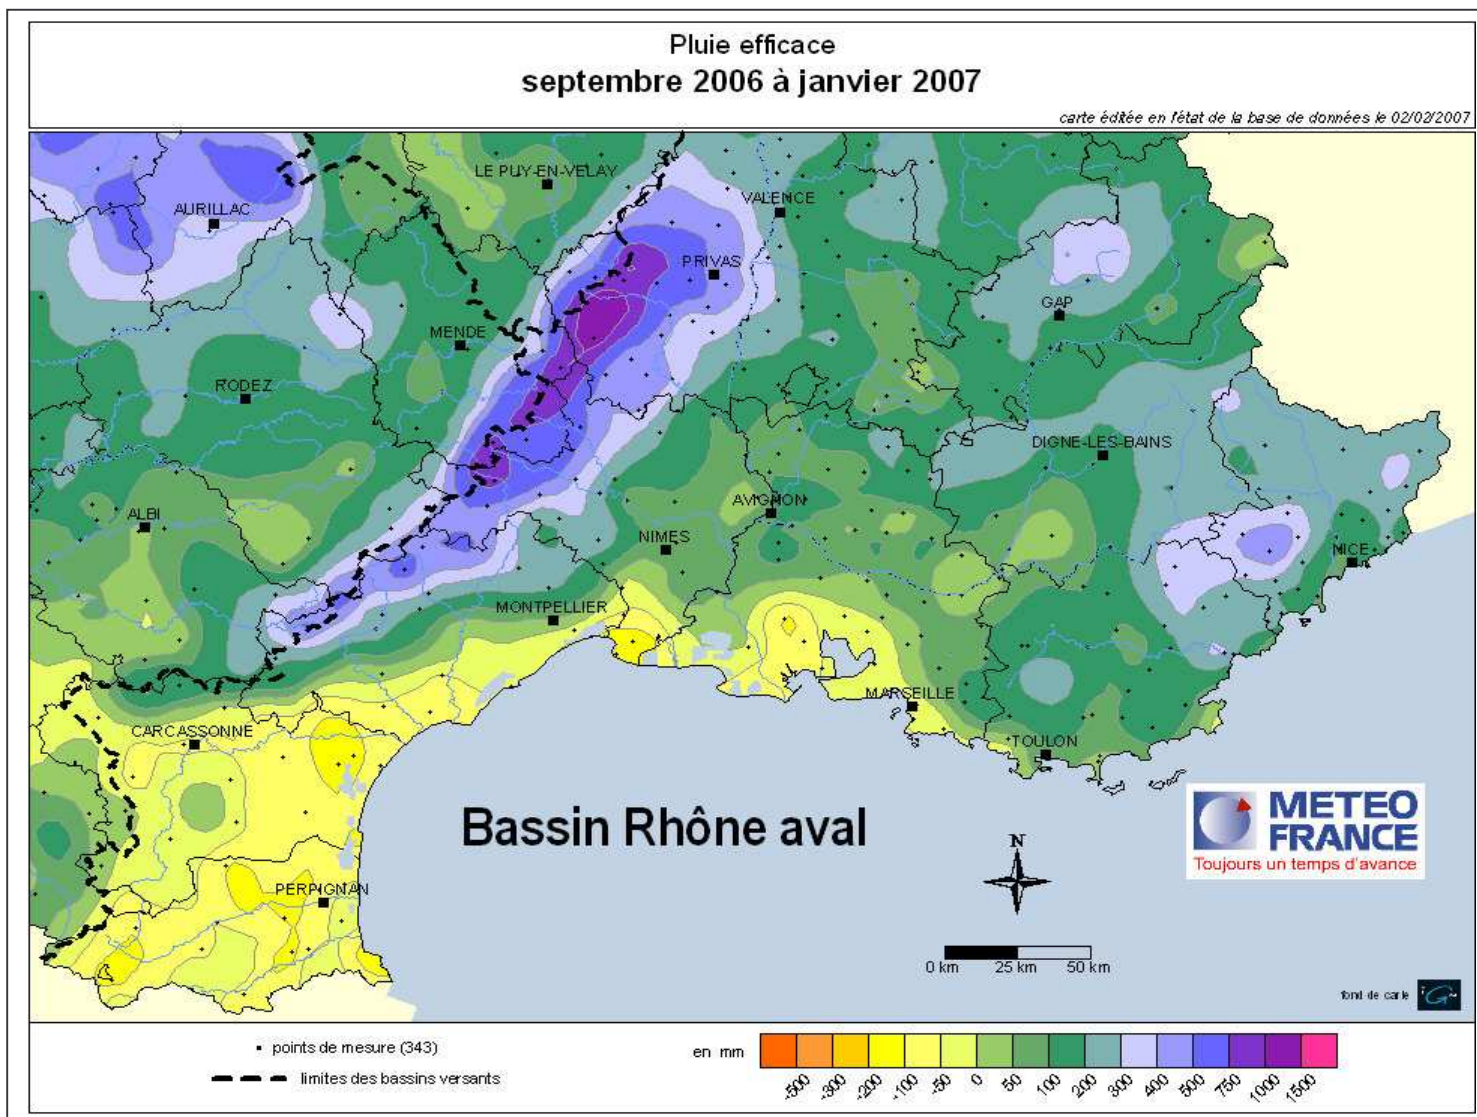 Pluie efficace
septembre 2006 à janvier 2007
carte éditée en l'état de la base de données le 02/02/2007
LE PUY-EN-VELAY
VALENCE
AURILLAC
PRIVAS
GAP
MENDE
RODEZ
DIGNE-LES-BAINS
AVIGNON
ALBI
NIMES
NICE
MONTPELLIER
MARSEILLE
CARCASSONNE
TOULON
METEO
FRANCE
Toujours un temps d'avance
Bassin Rhône aval
N
PERPIGNAN
0 km 25 km 50 km
fond de carte
points de mesure (343)
limites des bassins versants
en mm
-500 -300 -200 -100 -50 0 50 100 200 300 400 500 750 1000 1500